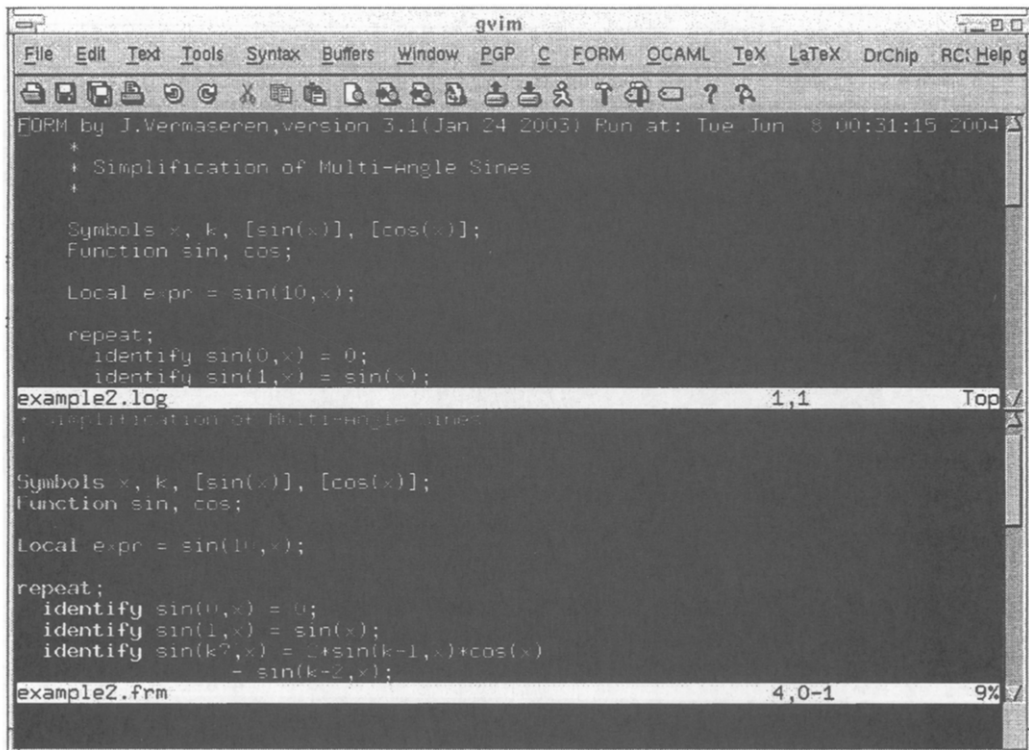 gvim
File Edit Text Tools Syntax Buffers Window PGP C FORM OCAML TeX LaTeX DrChip RCS Help
FORM by J.Vermaseren,version 3.1(Jan 24 2003) Run at: Tue Jun  8 00:31:15 2004
*
* Simplification of Multi-Angle Sines
*
Symbols x, k, [sin(x)], [cos(x)];
Function sin, cos;
Local expr = sin(10,x);
repeat;
identify sin(0,x) = 0;
identify sin(1,x) = sin(x);
example2.log 1,1 Top
* Simplification of Multi-Angle Sines
*
Symbols x, k, [sin(x)], [cos(x)];
Function sin, cos;
Local expr = sin(10,x);
repeat;
identify sin(0,x) = 0;
identify sin(1,x) = sin(x);
identify sin(k?,x) = 2*sin(k-1,x)*cos(x)
- sin(k-2,x);
example2.frm 4,0-1 9%